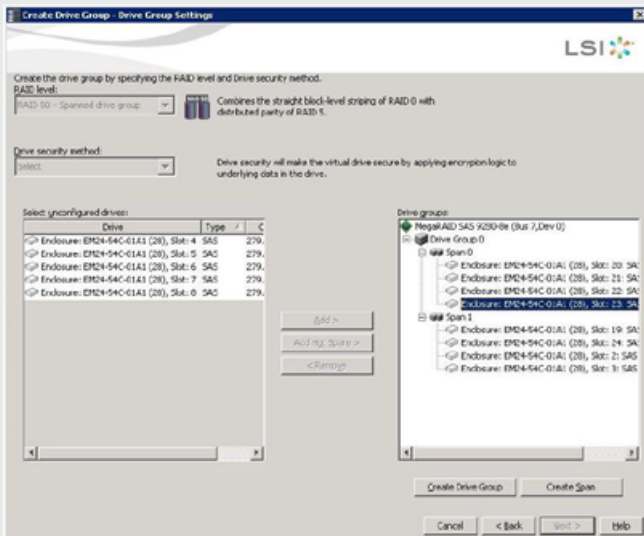 Create Drive Group - Drive Group Settings
LSI
Create the drive group by specifying the RAID level and Drive security method.
RAID level:
RAID 50 - Spanned drive group
Combines the straight block-level striping of RAID 0 with
distributed parity of RAID 5.
Drive security method:
Select
Drive security will make the virtual drive secure by applying encryption logic to
underlying data in the drive.
Select unconfigured drives:
Drive Type C
Enclosure: EM24-54C-01A1 (28), Slot: 4 SAS 279.
Enclosure: EM24-54C-01A1 (28), Slot: 5 SAS 279.
Enclosure: EM24-54C-01A1 (28), Slot: 6 SAS 279.
Enclosure: EM24-54C-01A1 (28), Slot: 7 SAS 279.
Enclosure: EM24-54C-01A1 (28), Slot: 8 SAS 279.
Add >
Add Hot Spare >
< Remove
Drive groups:
MegaRAID SAS 9280-8e (Bus 7,Dev 0)
Drive Group 0
Span 0
Enclosure: EM24-54C-01A1 (28), Slot: 20: SAS
Enclosure: EM24-54C-01A1 (28), Slot: 21: SAS
Enclosure: EM24-54C-01A1 (28), Slot: 22: SAS
Enclosure: EM24-54C-01A1 (28), Slot: 23: SAS
Span 1
Enclosure: EM24-54C-01A1 (28), Slot: 19: SAS
Enclosure: EM24-54C-01A1 (28), Slot: 24: SAS
Enclosure: EM24-54C-01A1 (28), Slot: 2: SAS
Enclosure: EM24-54C-01A1 (28), Slot: 3: SAS
Create Drive Group Create Span
Cancel < Back Next > Help